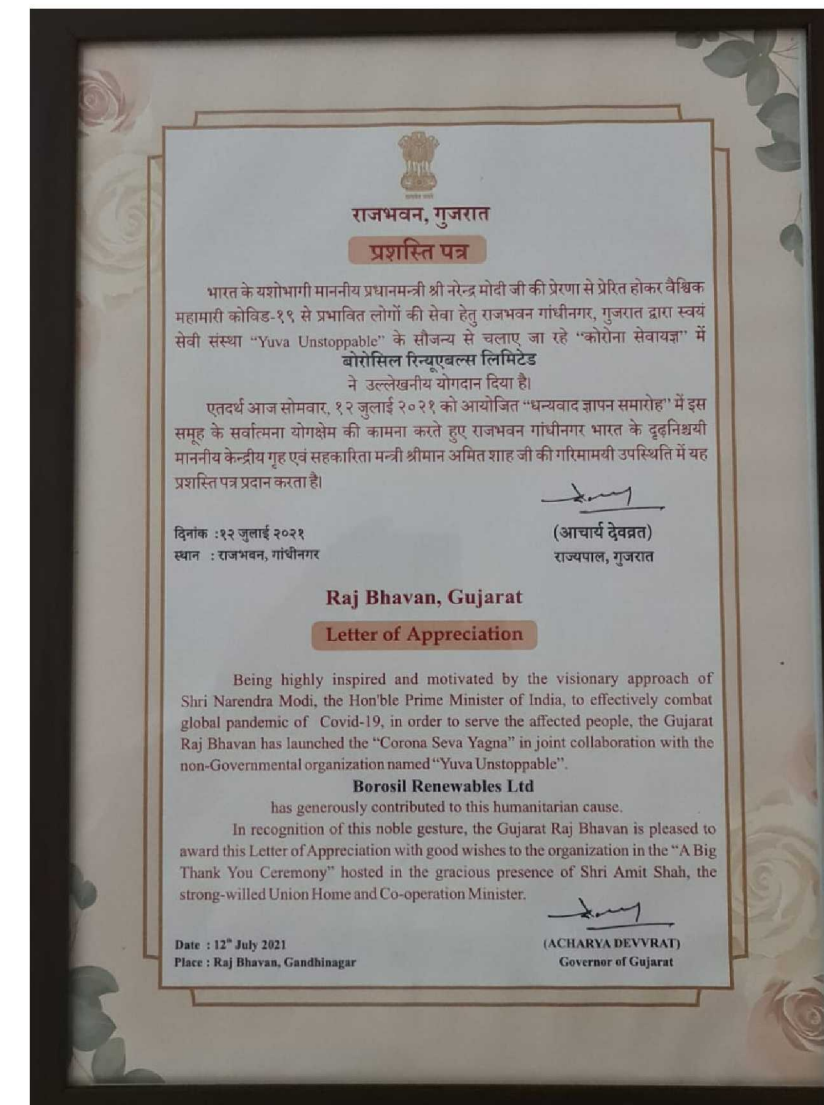 राजभवन, गुजरात
प्रशस्ति पत्र
भारत के यशोभागी माननीय प्रधानमन्त्री श्री नरेन्द्र मोदी जी की प्रेरणा से प्रेरित होकर वैश्विक
महामारी कोविड-१९ से प्रभावित लोगों की सेवा हेतु राजभवन गांधीनगर, गुजरात द्वारा स्वयं
सेवी संस्था “Yuva Unstoppable” के सौजन्य से चलाए जा रहे “कोरोना सेवायज्ञ” में
बोरोसिल रिन्यूएबल्स लिमिटेड
ने उल्लेखनीय योगदान दिया है।
एतदर्थ आज सोमवार, १२ जुलाई २०२१ को आयोजित “धन्यवाद ज्ञापन समारोह” में इस
समूह के सर्वात्मना योगक्षेम की कामना करते हुए राजभवन गांधीनगर भारत के दृढ़निश्चयी
माननीय केन्द्रीय गृह एवं सहकारिता मन्त्री श्रीमान अमित शाह जी की गरिमामयी उपस्थिति में यह
प्रशस्ति पत्र प्रदान करता है।
दिनांक :१२ जुलाई २०२१
(आचार्य देवव्रत)
स्थान : राजभवन, गांधीनगर
राज्यपाल, गुजरात
Raj Bhavan, Gujarat
Letter of Appreciation
Being highly inspired and motivated by the visionary approach of
Shri Narendra Modi, the Hon'ble Prime Minister of India, to effectively combat
global pandemic of Covid-19, in order to serve the affected people, the Gujarat
Raj Bhavan has launched the “Corona Seva Yagna” in joint collaboration with the
non-Governmental organization named “Yuva Unstoppable”.
Borosil Renewables Ltd
has generously contributed to this humanitarian cause.
In recognition of this noble gesture, the Gujarat Raj Bhavan is pleased to
award this Letter of Appreciation with good wishes to the organization in the “A Big
Thank You Ceremony” hosted in the gracious presence of Shri Amit Shah, the
strong-willed Union Home and Co-operation Minister.
Date : 12th July 2021
(ACHARYA DEVVRAT)
Place : Raj Bhavan, Gandhinagar
Governor of Gujarat